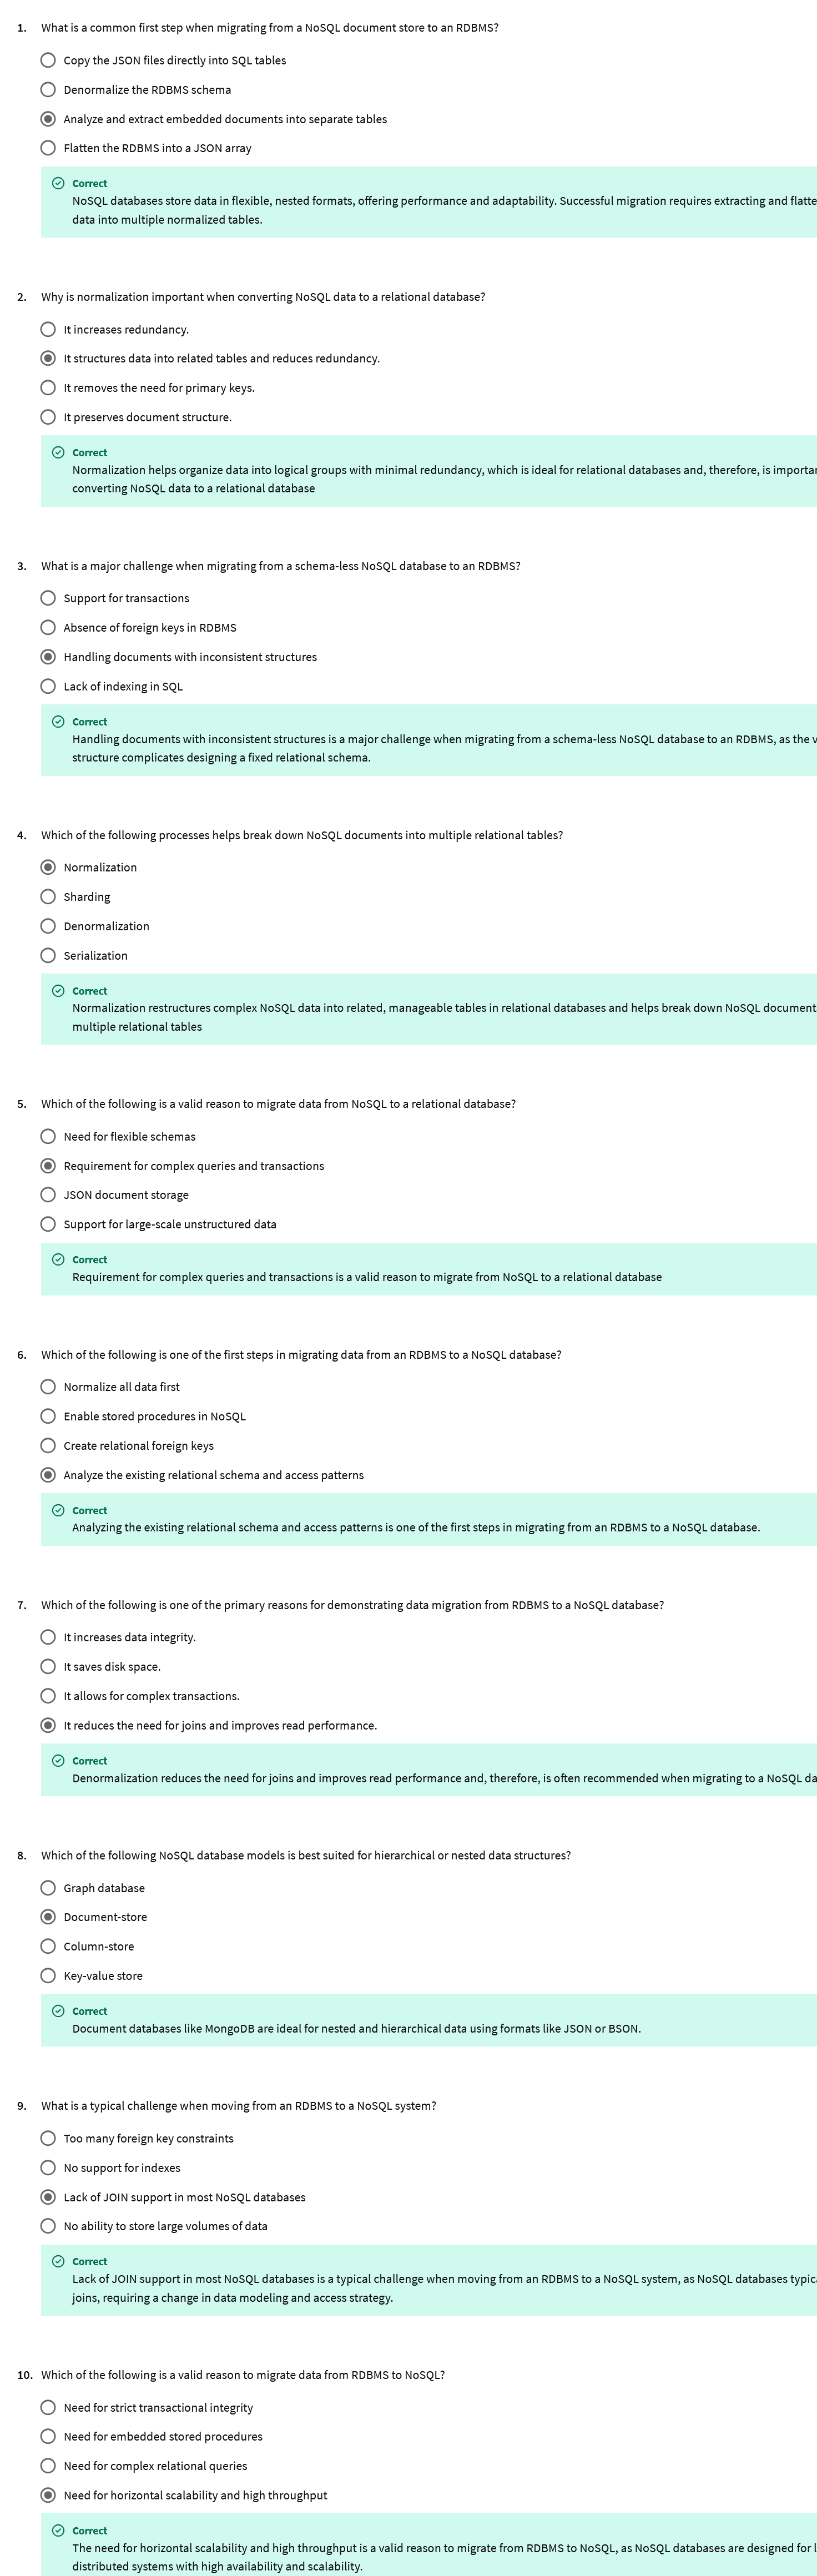 1. What is a common first step when migrating from a NoSQL document store to an RDBMS?
Copy the JSON files directly into SQL tables
Denormalize the RDBMS schema
Analyze and extract embedded documents into separate tables
Flatten the RDBMS into a JSON array
Correct
NoSQL databases store data in flexible, nested formats, offering performance and adaptability. Successful migration requires extracting and flatte
data into multiple normalized tables.
2. Why is normalization important when converting NoSQL data to a relational database?
It increases redundancy.
It structures data into related tables and reduces redundancy.
It removes the need for primary keys.
It preserves document structure.
Correct
Normalization helps organize data into logical groups with minimal redundancy, which is ideal for relational databases and, therefore, is importan
converting NoSQL data to a relational database
3. What is a major challenge when migrating from a schema-less NoSQL database to an RDBMS?
Support for transactions
Absence of foreign keys in RDBMS
Handling documents with inconsistent structures
Lack of indexing in SQL
Correct
Handling documents with inconsistent structures is a major challenge when migrating from a schema-less NoSQL database to an RDBMS, as the v
structure complicates designing a fixed relational schema.
4. Which of the following processes helps break down NoSQL documents into multiple relational tables?
Normalization
Sharding
Denormalization
Serialization
Correct
Normalization restructures complex NoSQL data into related, manageable tables in relational databases and helps break down NoSQL document
multiple relational tables
5. Which of the following is a valid reason to migrate data from NoSQL to a relational database?
Need for flexible schemas
Requirement for complex queries and transactions
JSON document storage
Support for large-scale unstructured data
Correct
Requirement for complex queries and transactions is a valid reason to migrate from NoSQL to a relational database
6. Which of the following is one of the first steps in migrating data from an RDBMS to a NoSQL database?
Normalize all data first
Enable stored procedures in NoSQL
Create relational foreign keys
Analyze the existing relational schema and access patterns
Correct
Analyzing the existing relational schema and access patterns is one of the first steps in migrating from an RDBMS to a NoSQL database.
7. Which of the following is one of the primary reasons for demonstrating data migration from RDBMS to a NoSQL database?
It increases data integrity.
It saves disk space.
It allows for complex transactions.
It reduces the need for joins and improves read performance.
Correct
Denormalization reduces the need for joins and improves read performance and, therefore, is often recommended when migrating to a NoSQL da
8. Which of the following NoSQL database models is best suited for hierarchical or nested data structures?
Graph database
Document-store
Column-store
Key-value store
Correct
Document databases like MongoDB are ideal for nested and hierarchical data using formats like JSON or BSON.
9. What is a typical challenge when moving from an RDBMS to a NoSQL system?
Too many foreign key constraints
No support for indexes
Lack of JOIN support in most NoSQL databases
No ability to store large volumes of data
Correct
Lack of JOIN support in most NoSQL databases is a typical challenge when moving from an RDBMS to a NoSQL system, as NoSQL databases typica
joins, requiring a change in data modeling and access strategy.
10. Which of the following is a valid reason to migrate data from RDBMS to NoSQL?
Need for strict transactional integrity
Need for embedded stored procedures
Need for complex relational queries
Need for horizontal scalability and high throughput
Correct
The need for horizontal scalability and high throughput is a valid reason to migrate from RDBMS to NoSQL, as NoSQL databases are designed for l
distributed systems with high availability and scalability.